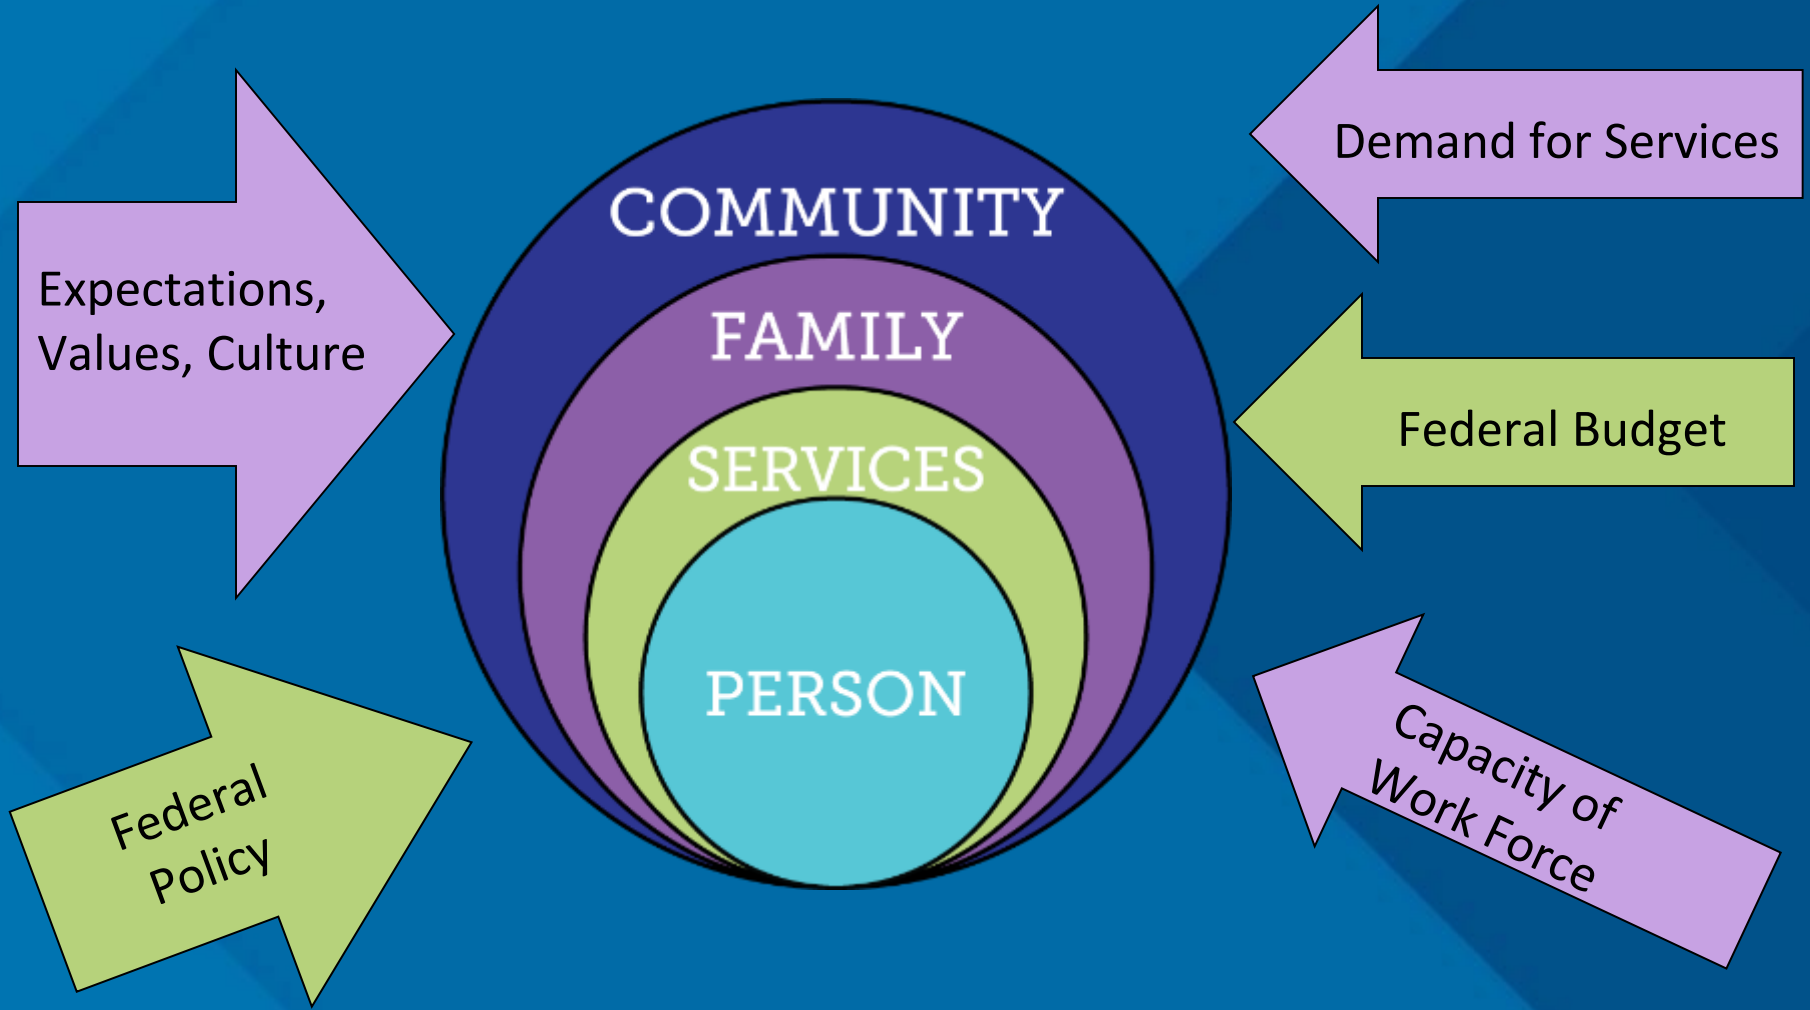 Expectations,
Values, Culture
Federal
Policy
COMMUNITY
FAMILY
SERVICES
PERSON
Demand for Services
Federal Budget
Capacity of
Work Force